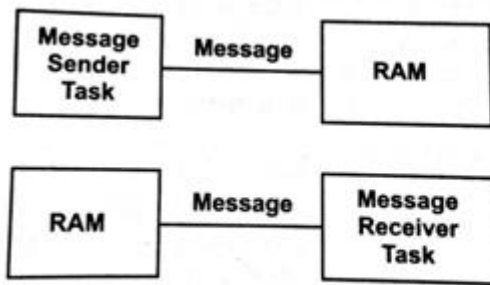 Message
Sender
Task
Message
RAM
RAM
Message
Message
Receiver
Task